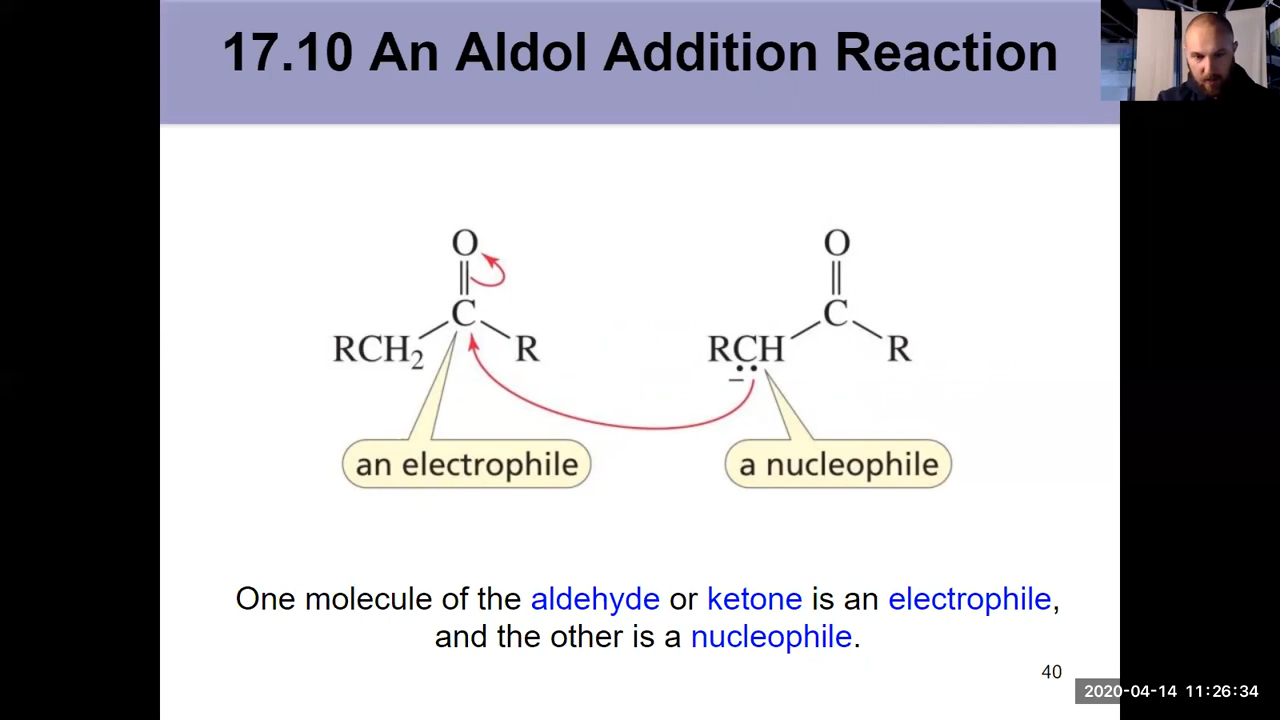 17.10 An Aldol Addition Reaction
O O
C C
RCH₂ R RCH R
–
an electrophile a nucleophile
One molecule of the aldehyde or ketone is an electrophile,
and the other is a nucleophile.
40
2020-04-14 11:26:34